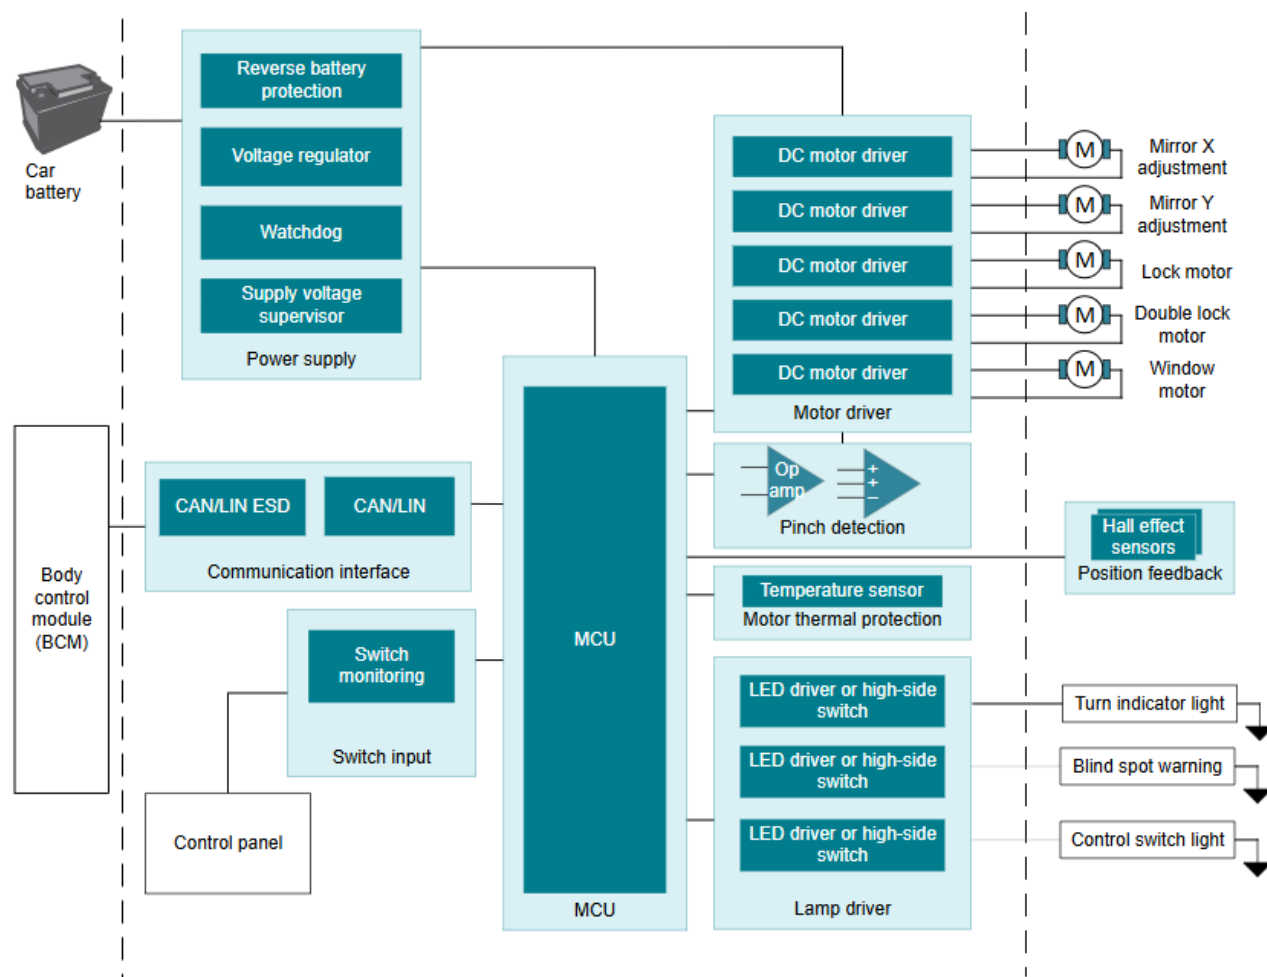 Car
battery
Reverse battery
protection
Voltage regulator
Watchdog
Supply voltage
supervisor
Power supply
DC motor driver
DC motor driver
DC motor driver
DC motor driver
DC motor driver
Motor driver
M
Mirror X
adjustment
M
Mirror Y
adjustment
M
Lock motor
M
Double lock
motor
M
Window
motor
Body
control
module
(BCM)
CAN/LIN ESD
CAN/LIN
Communication interface
Switch
monitoring
Switch input
Control panel
MCU
MCU
Op
amp
+
+
−
Pinch detection
Hall effect
sensors
Position feedback
Temperature sensor
Motor thermal protection
LED driver or high-side
switch
LED driver or high-side
switch
LED driver or high-side
switch
Lamp driver
Turn indicator light
Blind spot warning
Control switch light